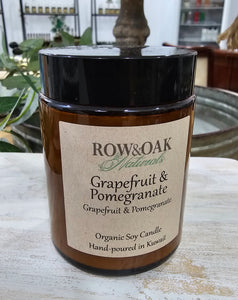 ROW&OAK
Naturals
Grapefruit &
Pomegranate
Grapefruit & Pomegranate
Organic Soy Candle
Hand-poured in Kuwait